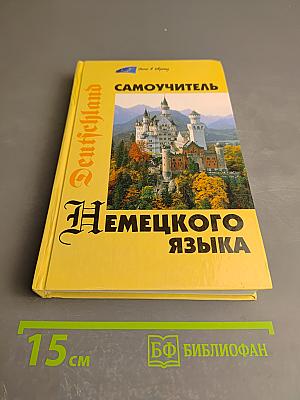 САМОУЧИТЕЛЬ
Deutschland
НЕМЕЦКОГО
ЯЗЫКА
15 см
БФ БИБЛИОФАН